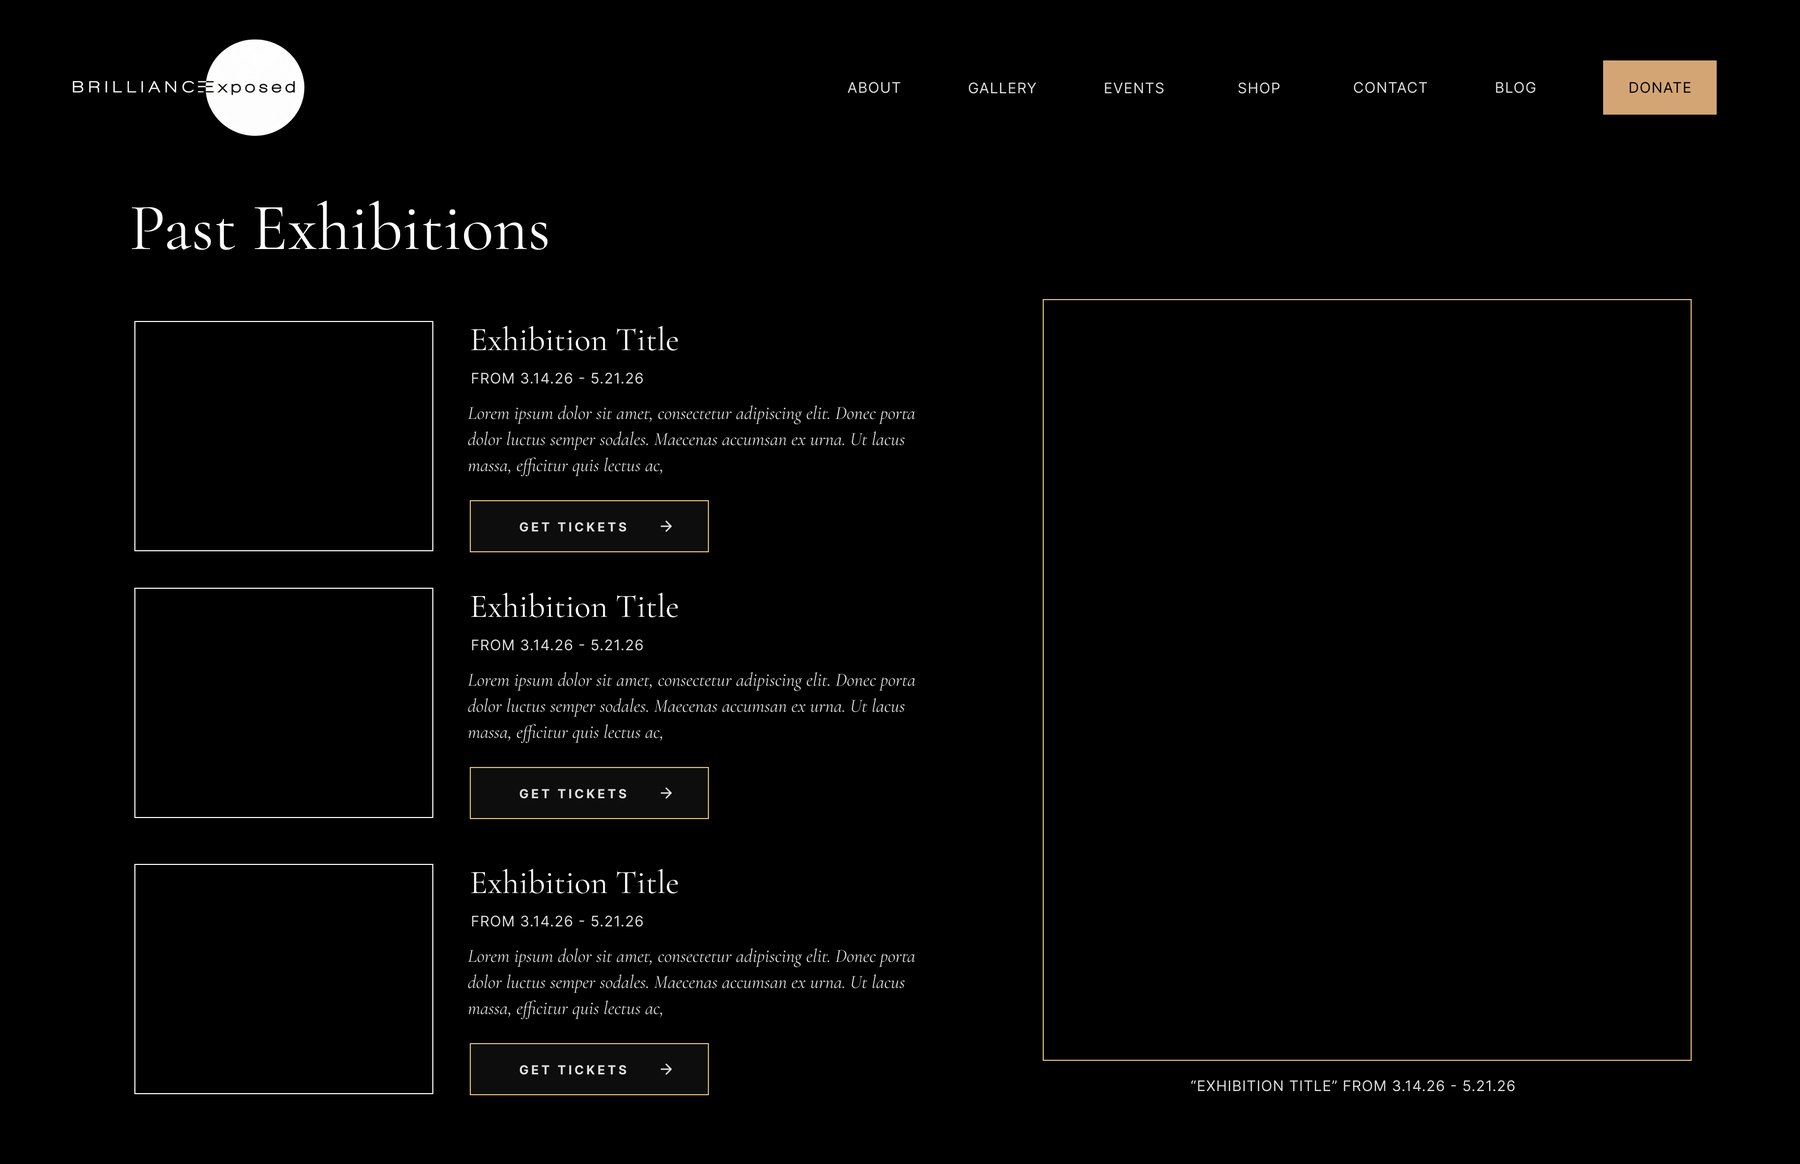 BRILLIANCExposed
ABOUT GALLERY EVENTS SHOP CONTACT BLOG DONATE
Past Exhibitions
Exhibition Title
FROM 3.14.26 - 5.21.26
Lorem ipsum dolor sit amet, consectetur adipiscing elit. Donec porta
dolor luctus semper sodales. Maecenas accumsan ex urna. Ut lacus
massa, efficitur quis lectus ac,
GET TICKETS →
Exhibition Title
FROM 3.14.26 - 5.21.26
Lorem ipsum dolor sit amet, consectetur adipiscing elit. Donec porta
dolor luctus semper sodales. Maecenas accumsan ex urna. Ut lacus
massa, efficitur quis lectus ac,
GET TICKETS →
Exhibition Title
FROM 3.14.26 - 5.21.26
Lorem ipsum dolor sit amet, consectetur adipiscing elit. Donec porta
dolor luctus semper sodales. Maecenas accumsan ex urna. Ut lacus
massa, efficitur quis lectus ac,
GET TICKETS →
“EXHIBITION TITLE” FROM 3.14.26 - 5.21.26